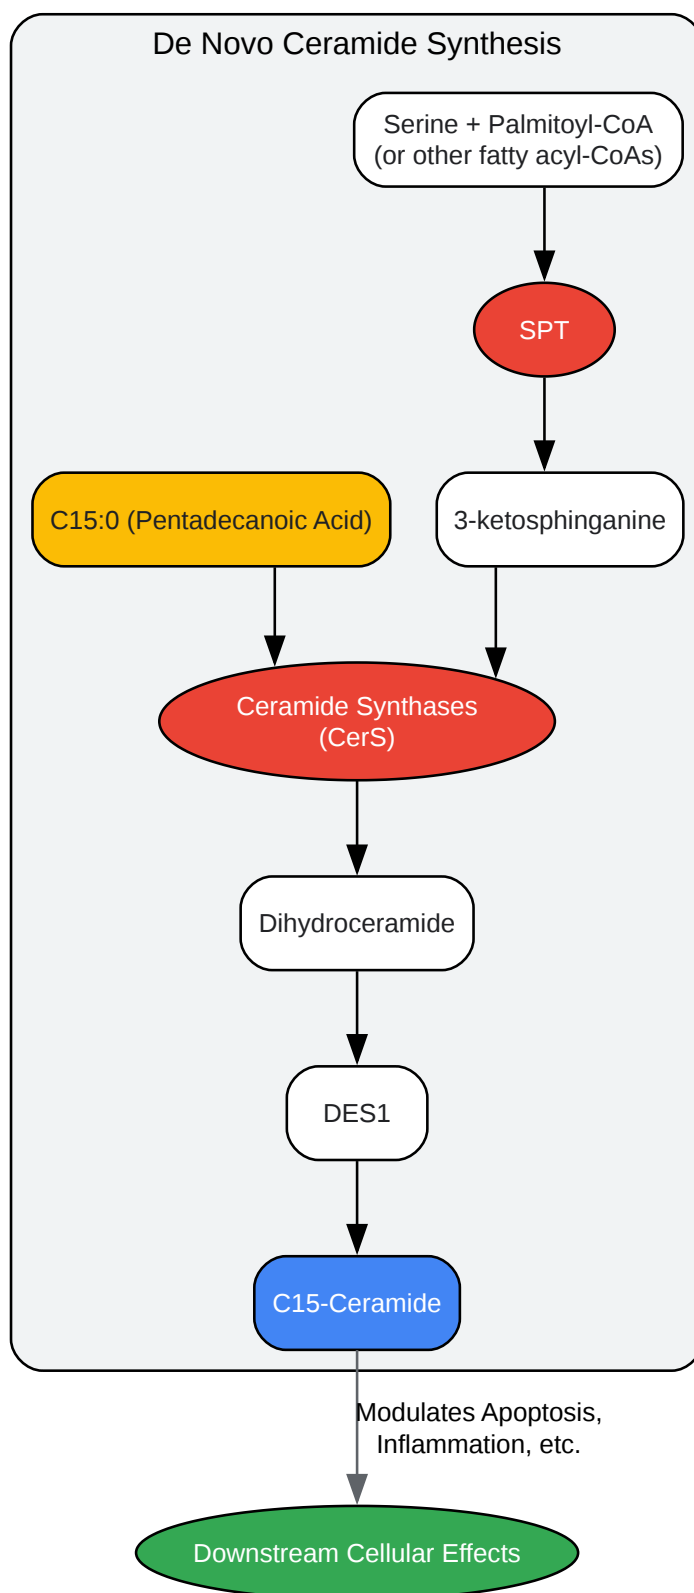 De Novo Ceramide Synthesis
Serine + Palmitoyl-CoA
(or other fatty acyl-CoAs)
SPT
C15:0 (Pentadecanoic Acid)
3-ketosphinganine
Ceramide Synthases
(CerS)
Dihydroceramide
DES1
C15-Ceramide
Modulates Apoptosis,
Inflammation, etc.
Downstream Cellular Effects